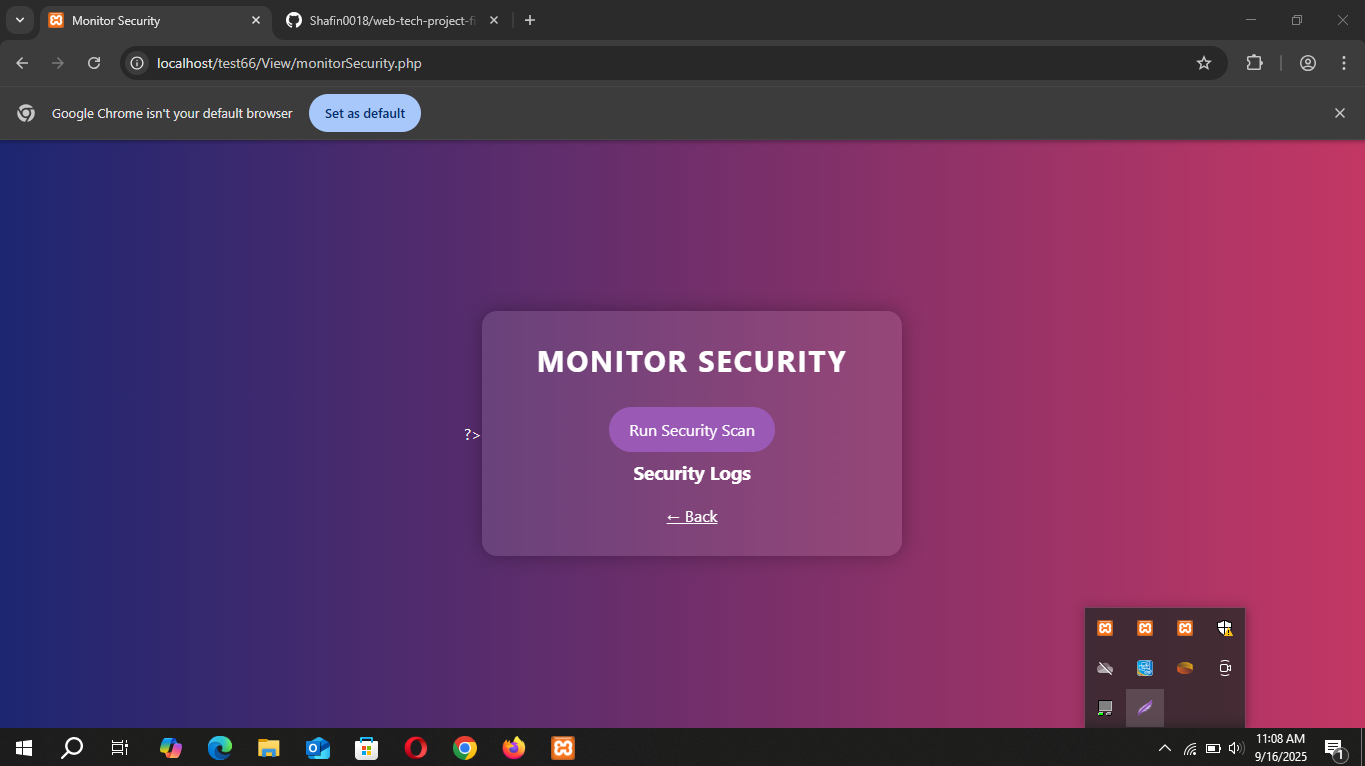 Monitor Security
Shafin0018/web-tech-project-fi
localhost/test66/View/monitorSecurity.php
Google Chrome isn't your default browser
Set as default
MONITOR SECURITY
Run Security Scan
?>
Security Logs
← Back
11:08 AM
9/16/2025
1